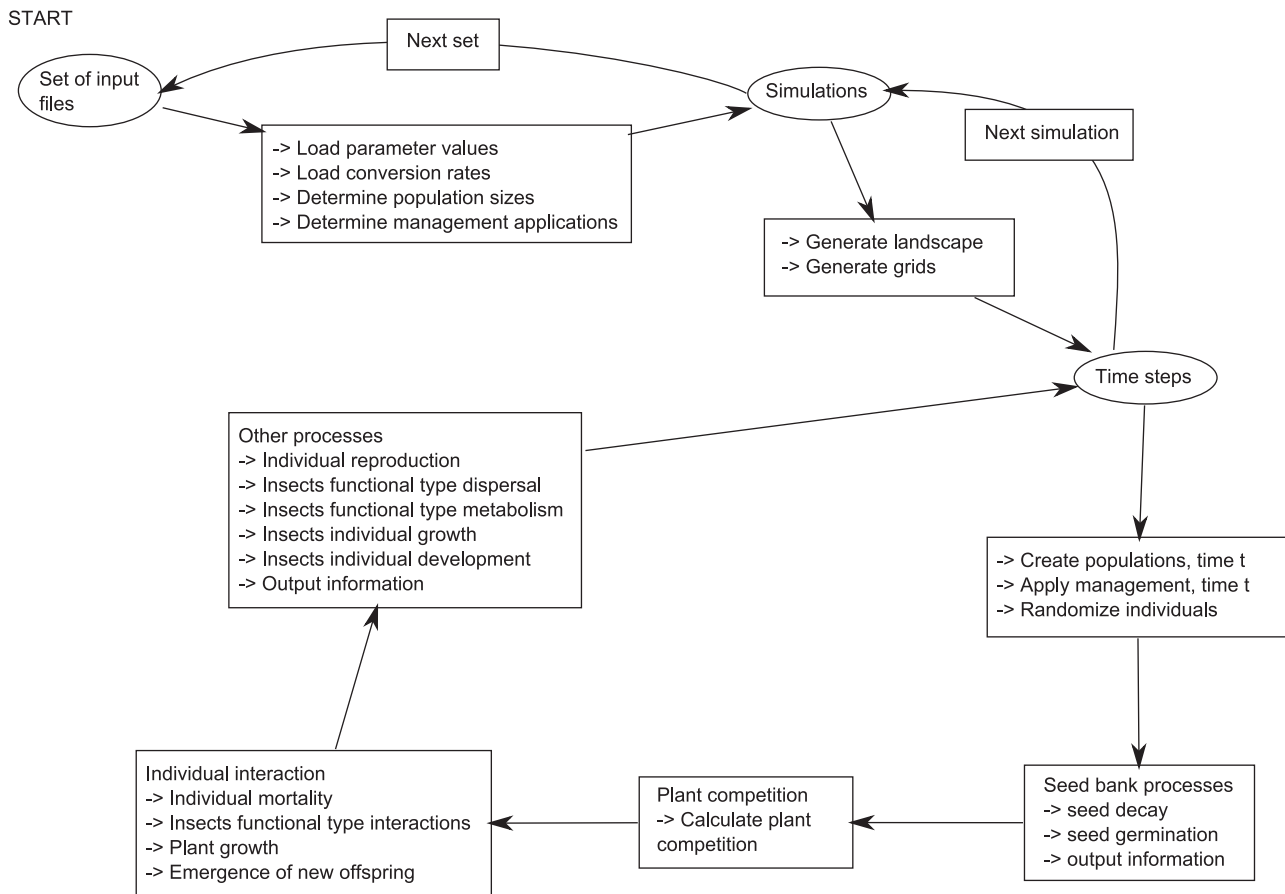 START
Next set
Set of input
files
Simulations
Next simulation
-> Load parameter values
-> Load conversion rates
-> Determine population sizes
-> Determine management applications
-> Generate landscape
-> Generate grids
Time steps
Other processes
-> Individual reproduction
-> Insects functional type dispersal
-> Insects functional type metabolism
-> Insects individual growth
-> Insects individual development
-> Output information
-> Create populations, time t
-> Apply management, time t
-> Randomize individuals
Seed bank processes
-> seed decay
-> seed germination
-> output information
Plant competition
-> Calculate plant
competition
Individual interaction
-> Individual mortality
-> Insects functional type interactions
-> Plant growth
-> Emergence of new offspring